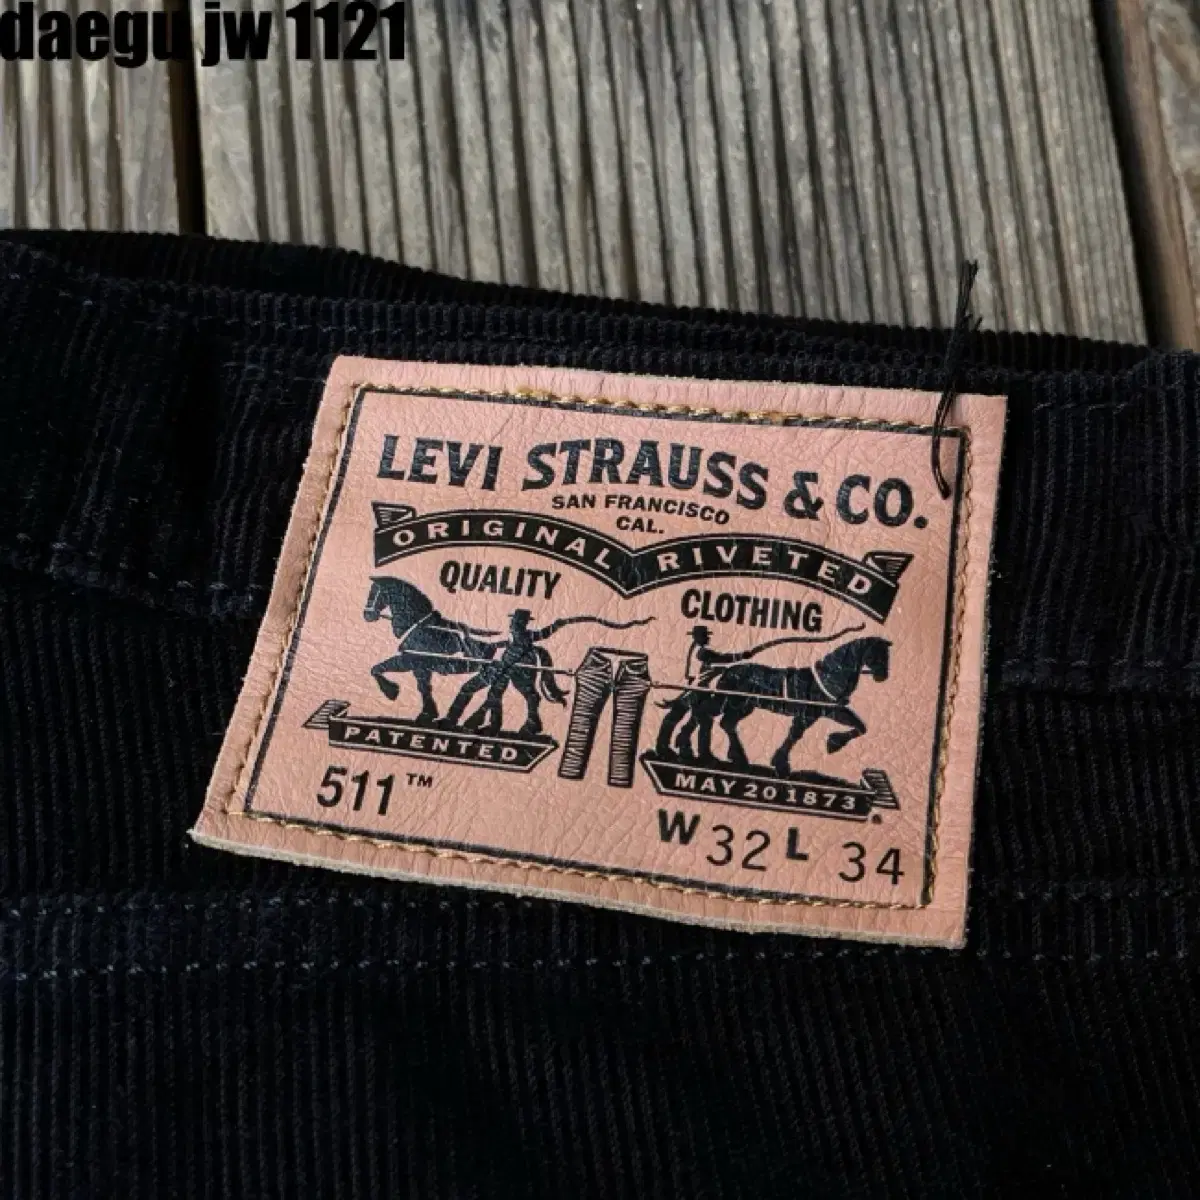 daegu jw 1121
LEVI STRAUSS & CO.
SAN FRANCISCO
CAL.
ORIGINAL RIVETED
QUALITY CLOTHING
PATENTED MAY 20 1873
511™
W 32 L 34